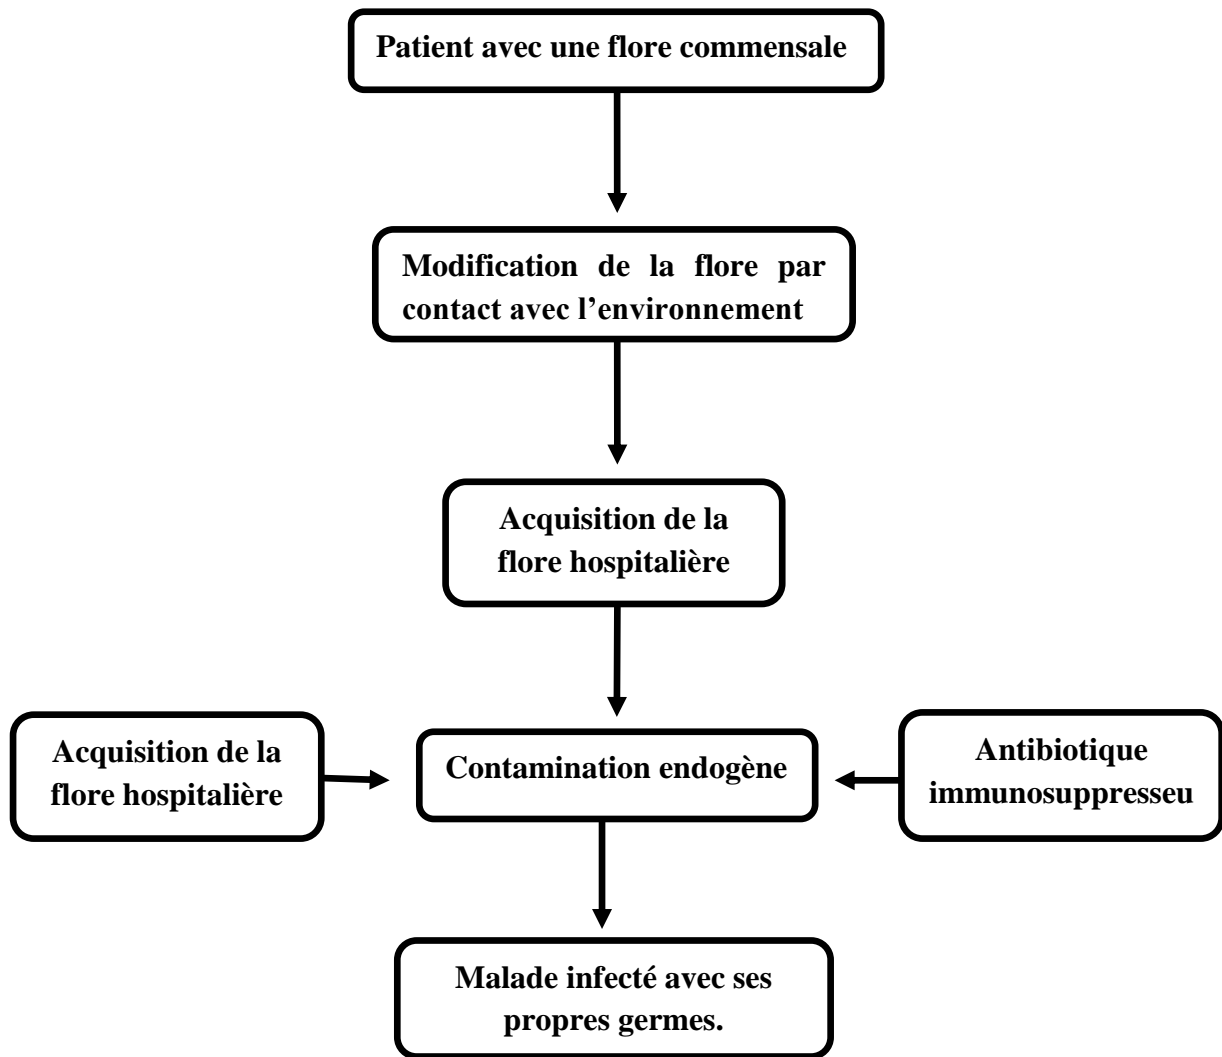 Patient avec une flore commensale
Modification de la flore par
contact avec l’environnement
Acquisition de la
flore hospitalière
Acquisition de la
flore hospitalière
Contamination endogène
Antibiotique
immunosuppresseu
Malade infecté avec ses
propres germes.